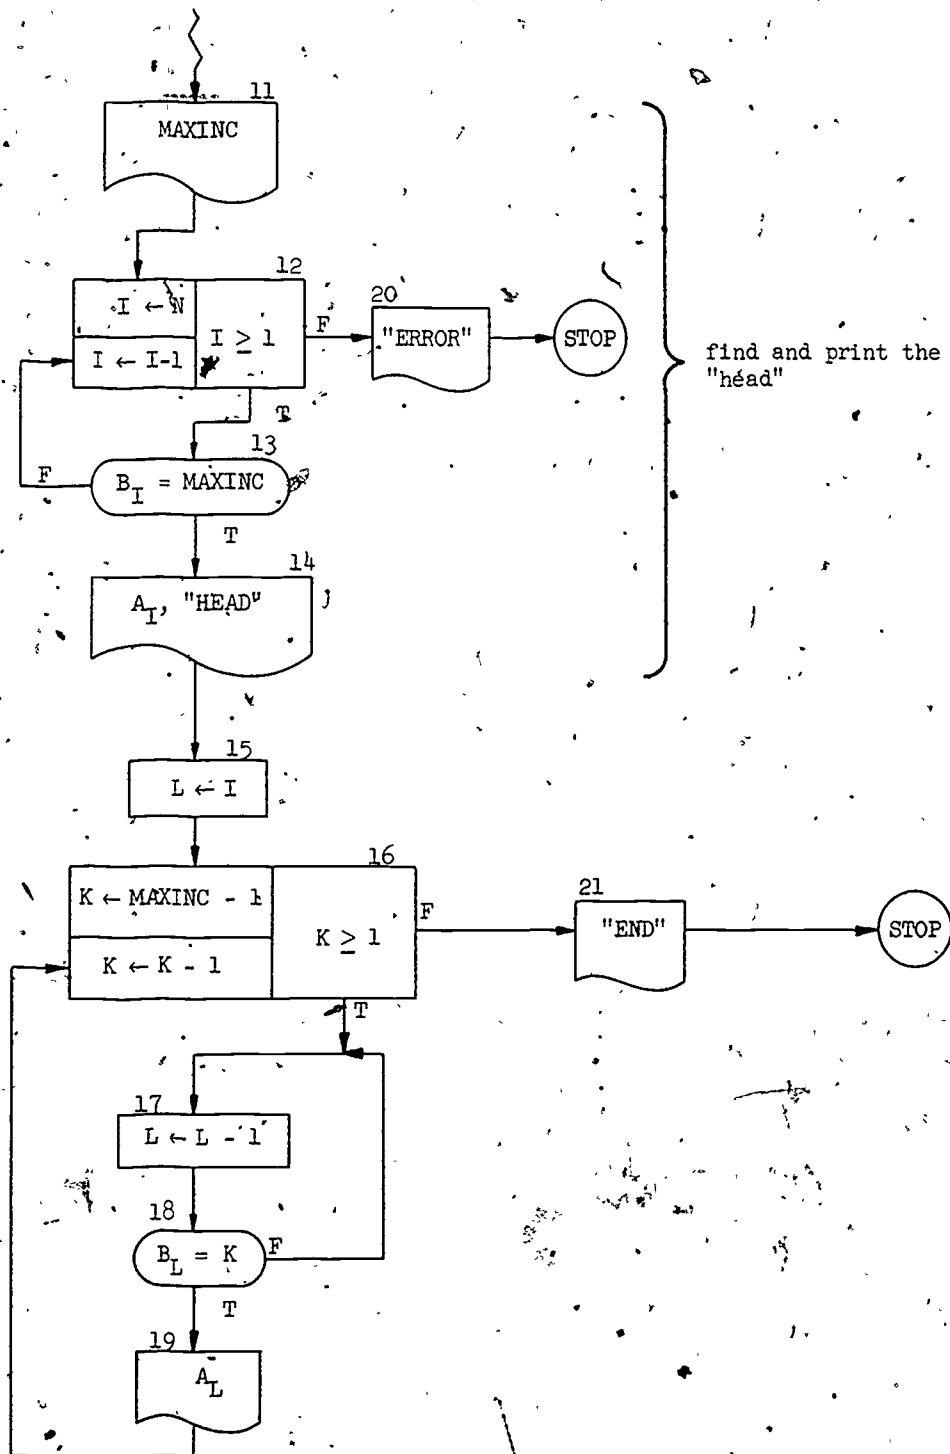 11
MAXINC
12
I ← N
I ≥ 1
I ← I-1
F
20
"ERROR"
STOP
find and print the
"head"
T
13
F
B_I = MAXINC
T
14
A_I, "HEAD"
15
L ← I
16
K ← MAXINC - 1
K ≥ 1
K ← K - 1
F
21
"END"
STOP
T
17
L ← L - 1
18
B_L = K
F
T
19
A_L